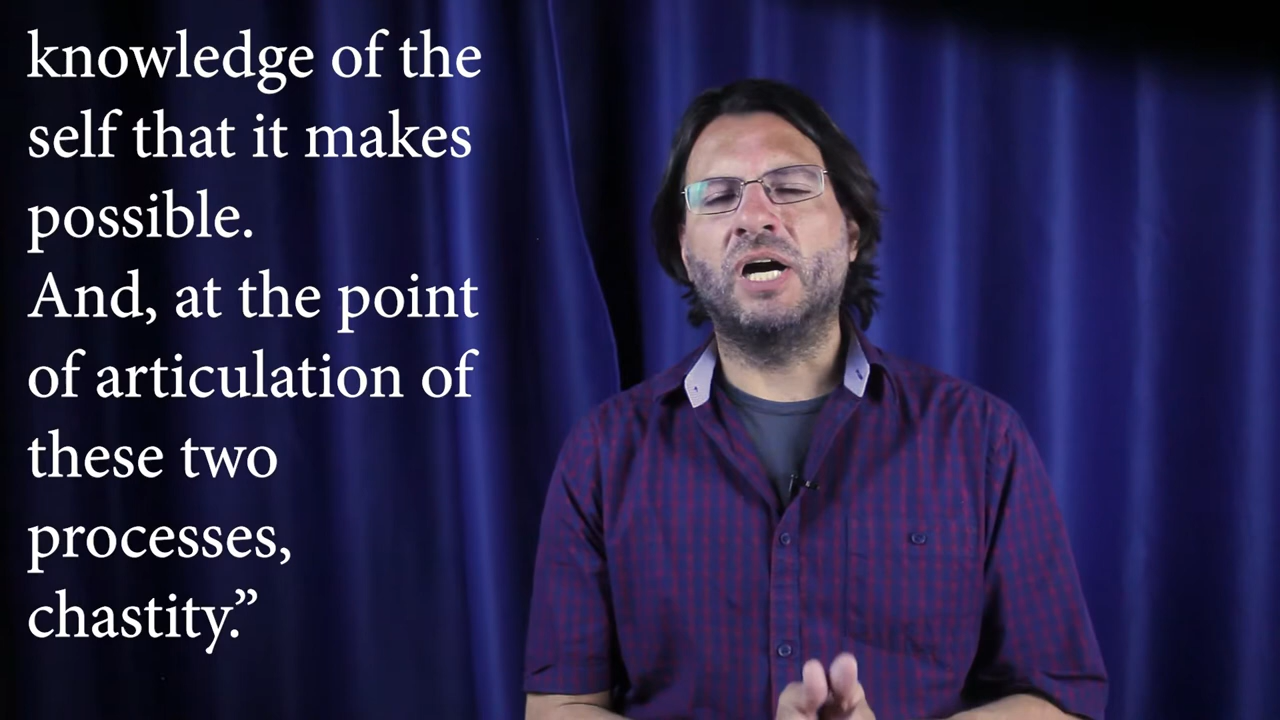 knowledge of the
self that it makes
possible.
And, at the point
of articulation of
these two
processes,
chastity.”